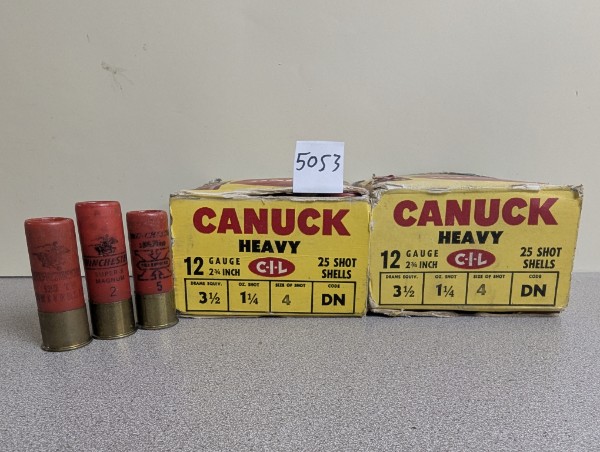 5053
CANUCK
HEAVY
12 GAUGE
2¾ INCH
C-I-L
25 SHOT
SHELLS
DRAMS EQUIV. OZ. SHOT SIZE OF SHOT CODE
3½ 1¼ 4 DN
CANUCK
HEAVY
12 GAUGE
2¾ INCH
C-I-L
25 SHOT
SHELLS
DRAMS EQUIV. OZ. SHOT SIZE OF SHOT CODE
3½ 1¼ 4 DN
WINCHESTER
SUPER-X
MAGNUM
2
5